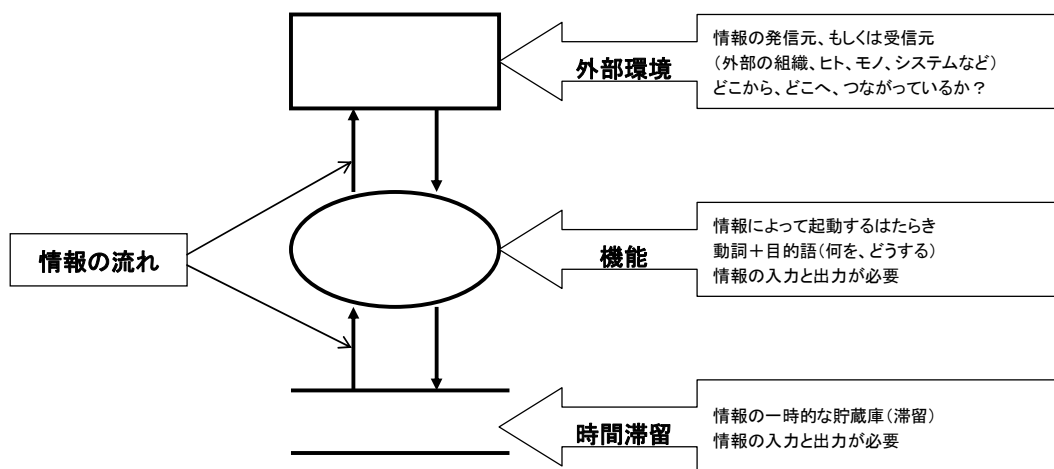 外部環境
情報の発信元、もしくは受信元
（外部の組織、ヒト、モノ、システムなど）
どこから、どこへ、つながっているか？
情報の流れ
機能
情報によって起動するはたらき
動詞＋目的語（何を、どうする）
情報の入力と出力が必要
時間滞留
情報の一時的な貯蔵庫（滞留）
情報の入力と出力が必要